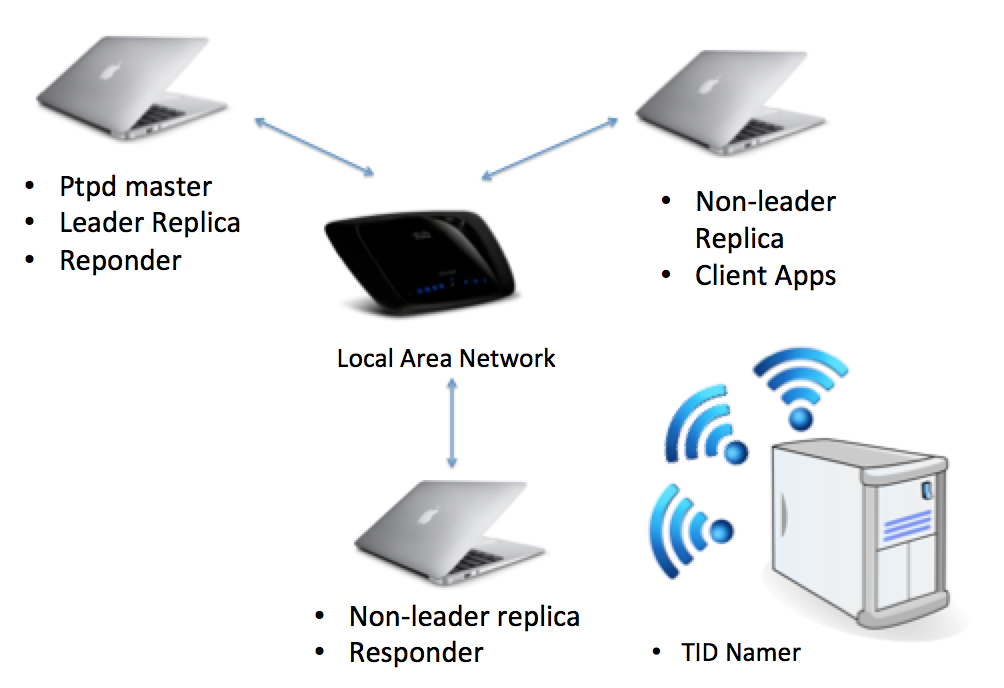 • Ptpd master
• Leader Replica
• Reponder
• Non-leader
Replica
• Client Apps
Local Area Network
• Non-leader replica
• Responder
• TID Namer